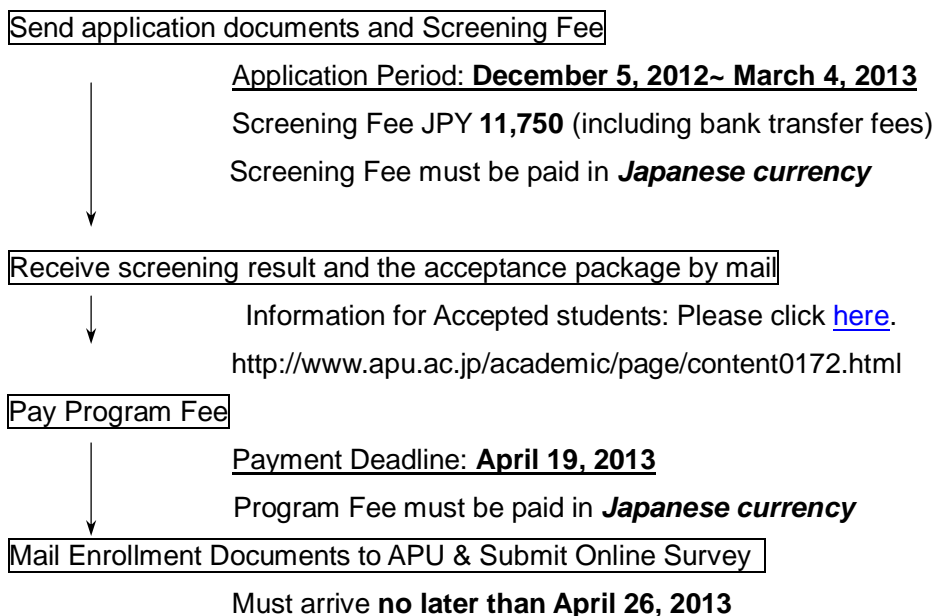 Send application documents and Screening Fee
Application Period: December 5, 2012~ March 4, 2013
Screening Fee JPY 11,750 (including bank transfer fees)
Screening Fee must be paid in Japanese currency
Receive screening result and the acceptance package by mail
Information for Accepted students: Please click here.
http://www.apu.ac.jp/academic/page/content0172.html
Pay Program Fee
Payment Deadline: April 19, 2013
Program Fee must be paid in Japanese currency
Mail Enrollment Documents to APU & Submit Online Survey
Must arrive no later than April 26, 2013